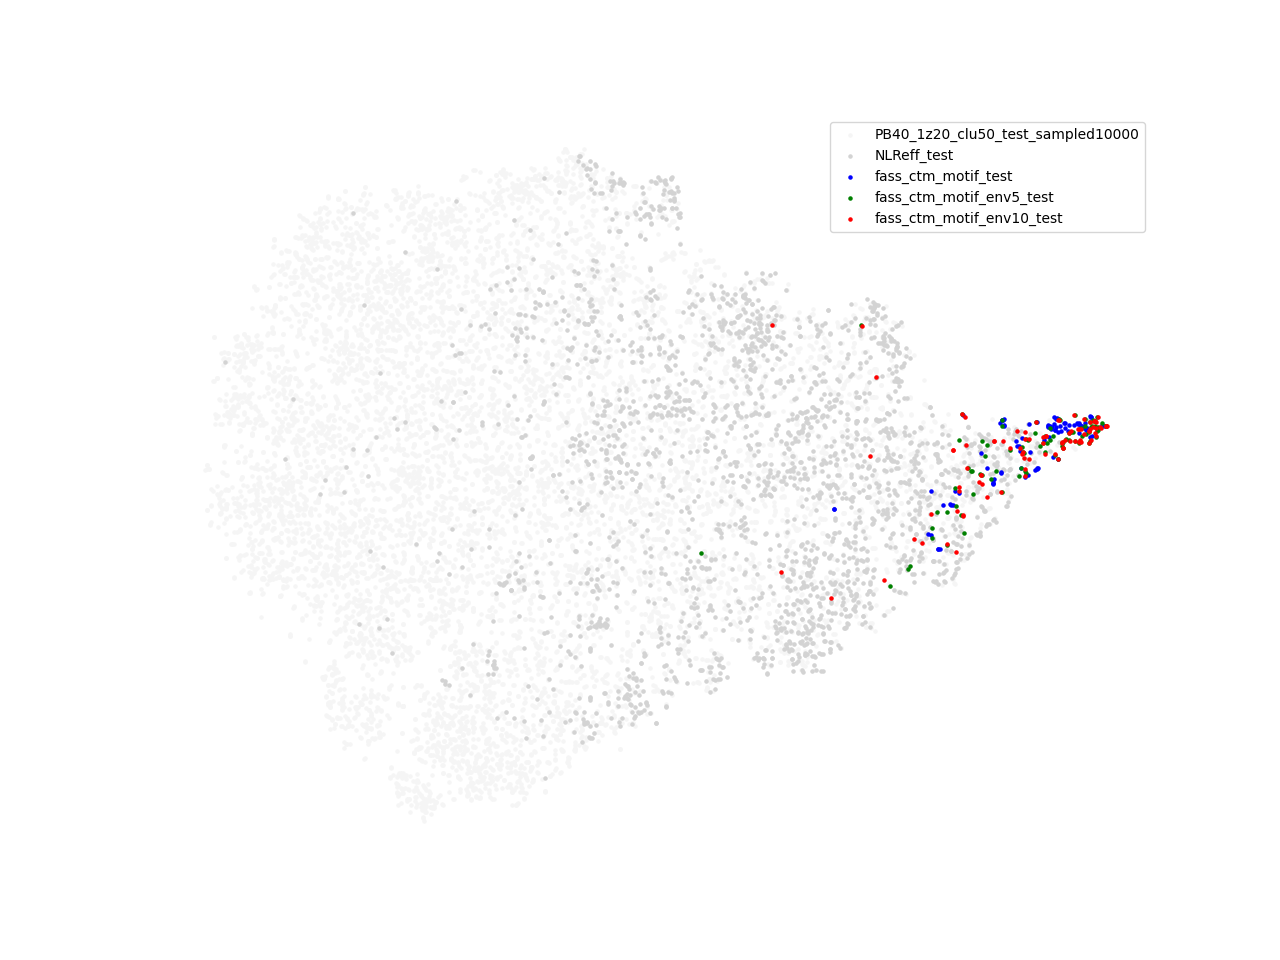 PB40_1z20_clu50_test_sampled10000
NLReff_test
fass_ctm_motif_test
fass_ctm_motif_env5_test
fass_ctm_motif_env10_test